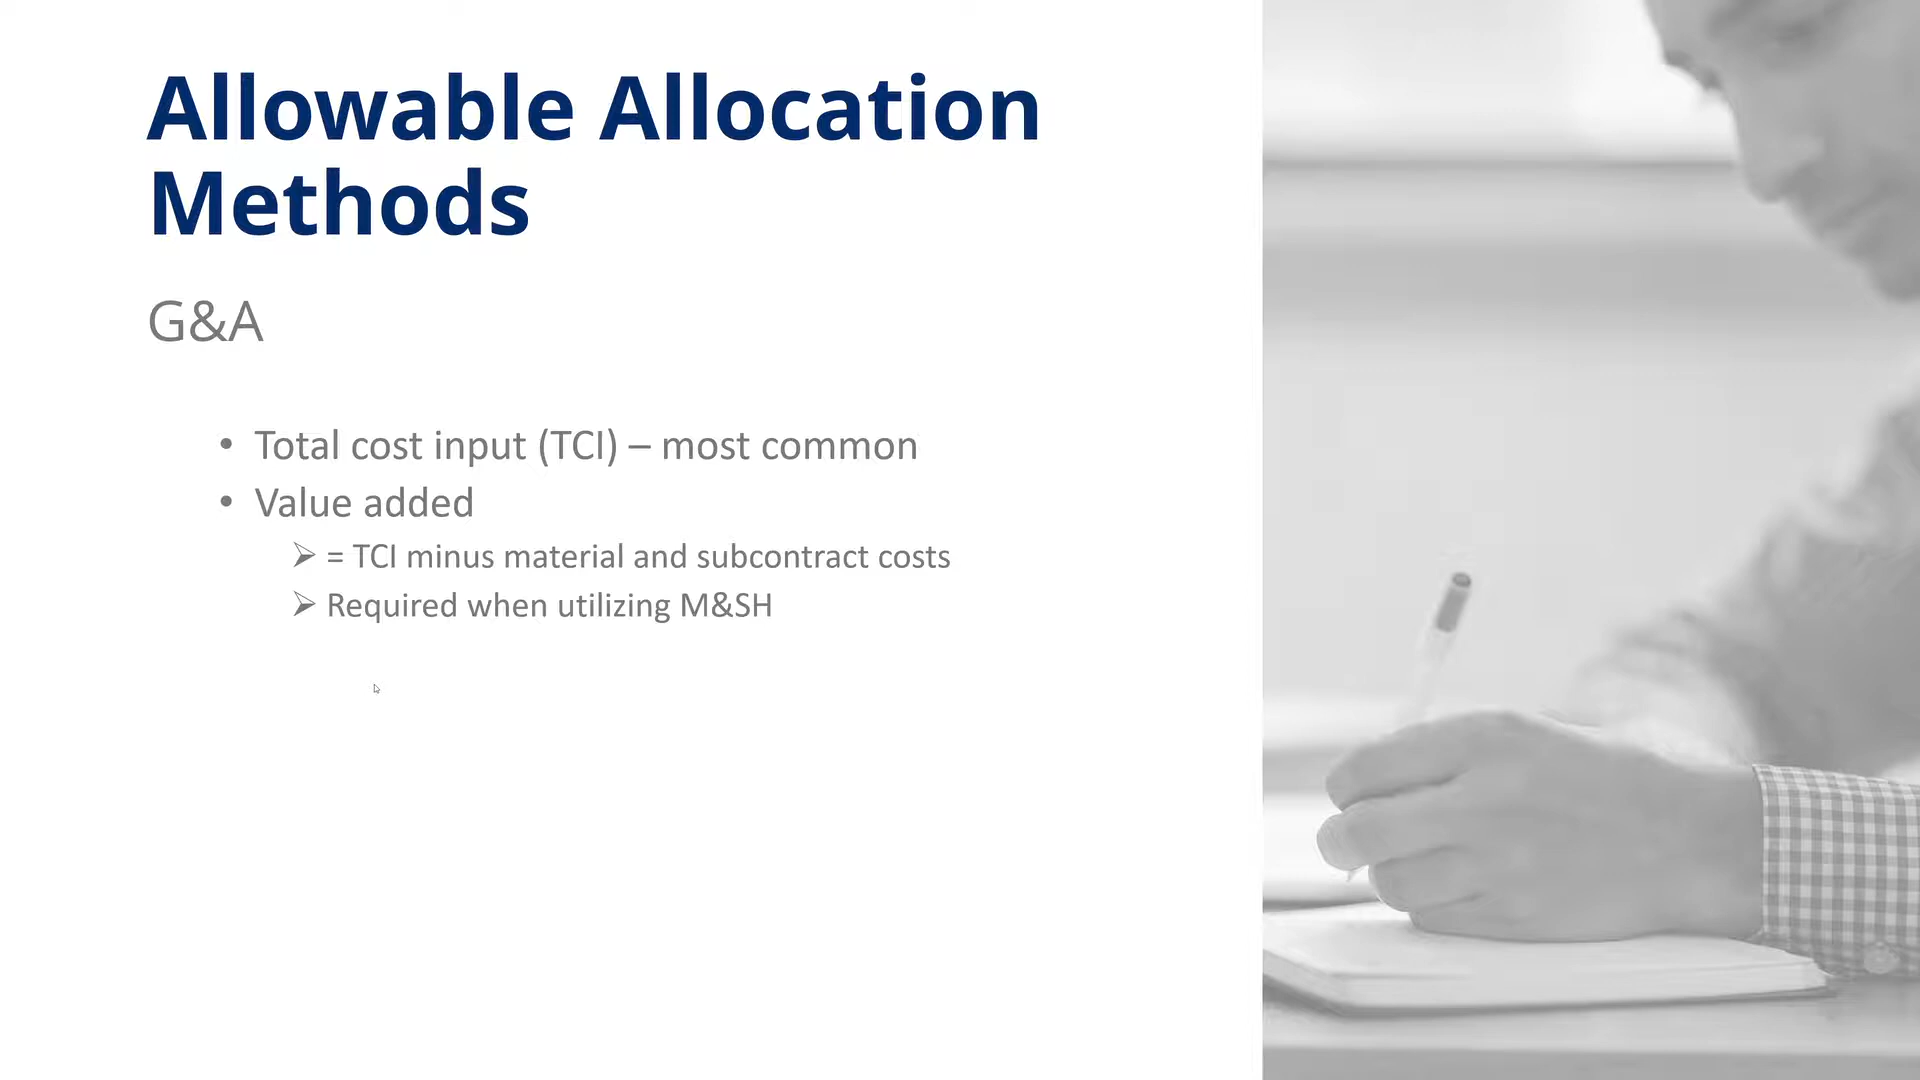 Allowable Allocation
Methods
G&A
• Total cost input (TCI) – most common
• Value added
➢ = TCI minus material and subcontract costs
➢ Required when utilizing M&SH